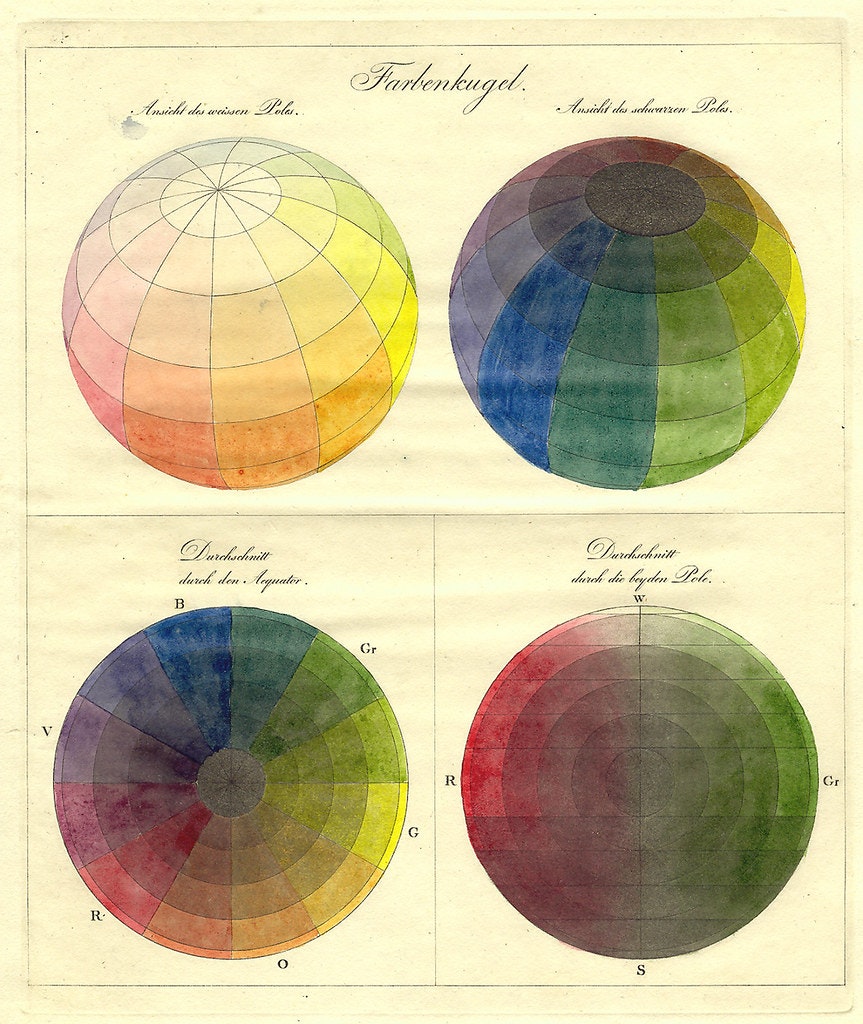 Farbenkugel.
Ansicht des weissen Poles.
Ansicht des schwarzen Poles.
Durchschnitt
durch den Aequator.
B
Gr
V
G
R
O
Durchschnitt
durch die beyden Pole.
W
R
Gr
S